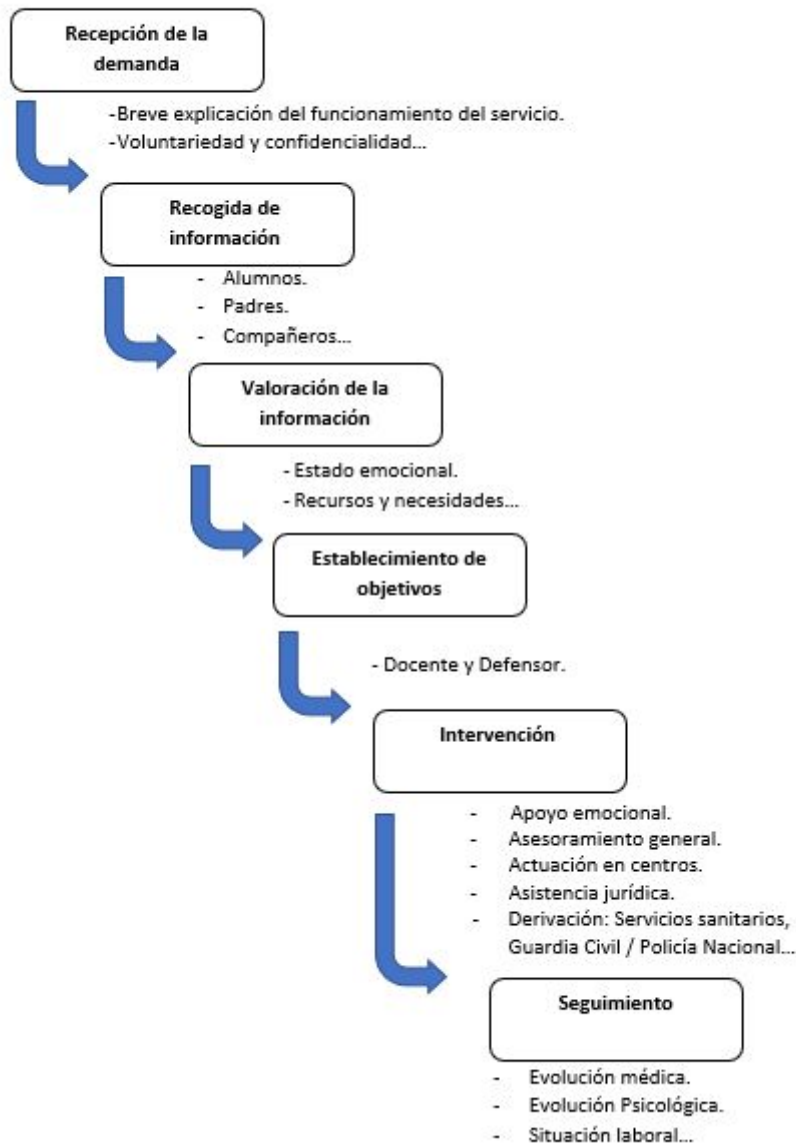 Recepción de la
demanda
-Breve explicación del funcionamiento del servicio.
-Voluntariedad y confidencialidad...
Recogida de
información
- Alumnos.
- Padres.
- Compañeros...
Valoración de la
información
- Estado emocional.
- Recursos y necesidades...
Establecimiento de
objetivos
- Docente y Defensor.
Intervención
- Apoyo emocional.
- Asesoramiento general.
- Actuación en centros.
- Asistencia jurídica.
- Derivación: Servicios sanitarios,
Guardia Civil / Policía Nacional...
Seguimiento
- Evolución médica.
- Evolución Psicológica.
- Situación laboral...